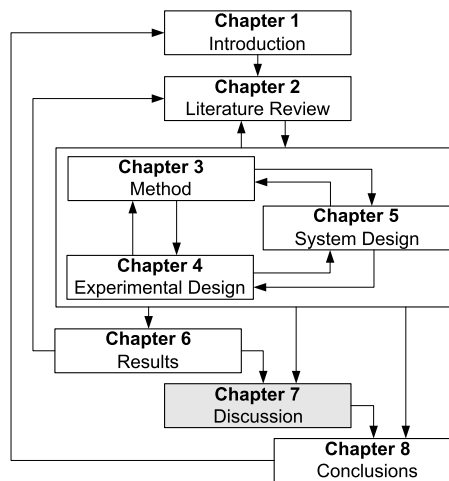 Chapter 1
Introduction
Chapter 2
Literature Review
Chapter 3
Method
Chapter 5
System Design
Chapter 4
Experimental Design
Chapter 6
Results
Chapter 7
Discussion
Chapter 8
Conclusions